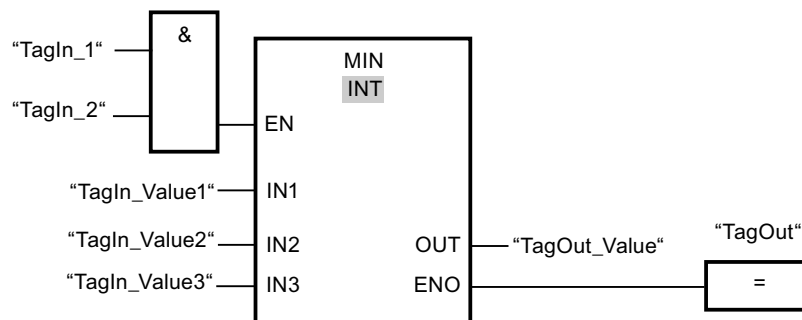 &
“TagIn_1“
MIN
INT
“TagIn_2“
EN
“TagIn_Value1“
IN1
“TagIn_Value2“
IN2
OUT
“TagOut_Value“
“TagOut“
“TagIn_Value3“
IN3
ENO
=